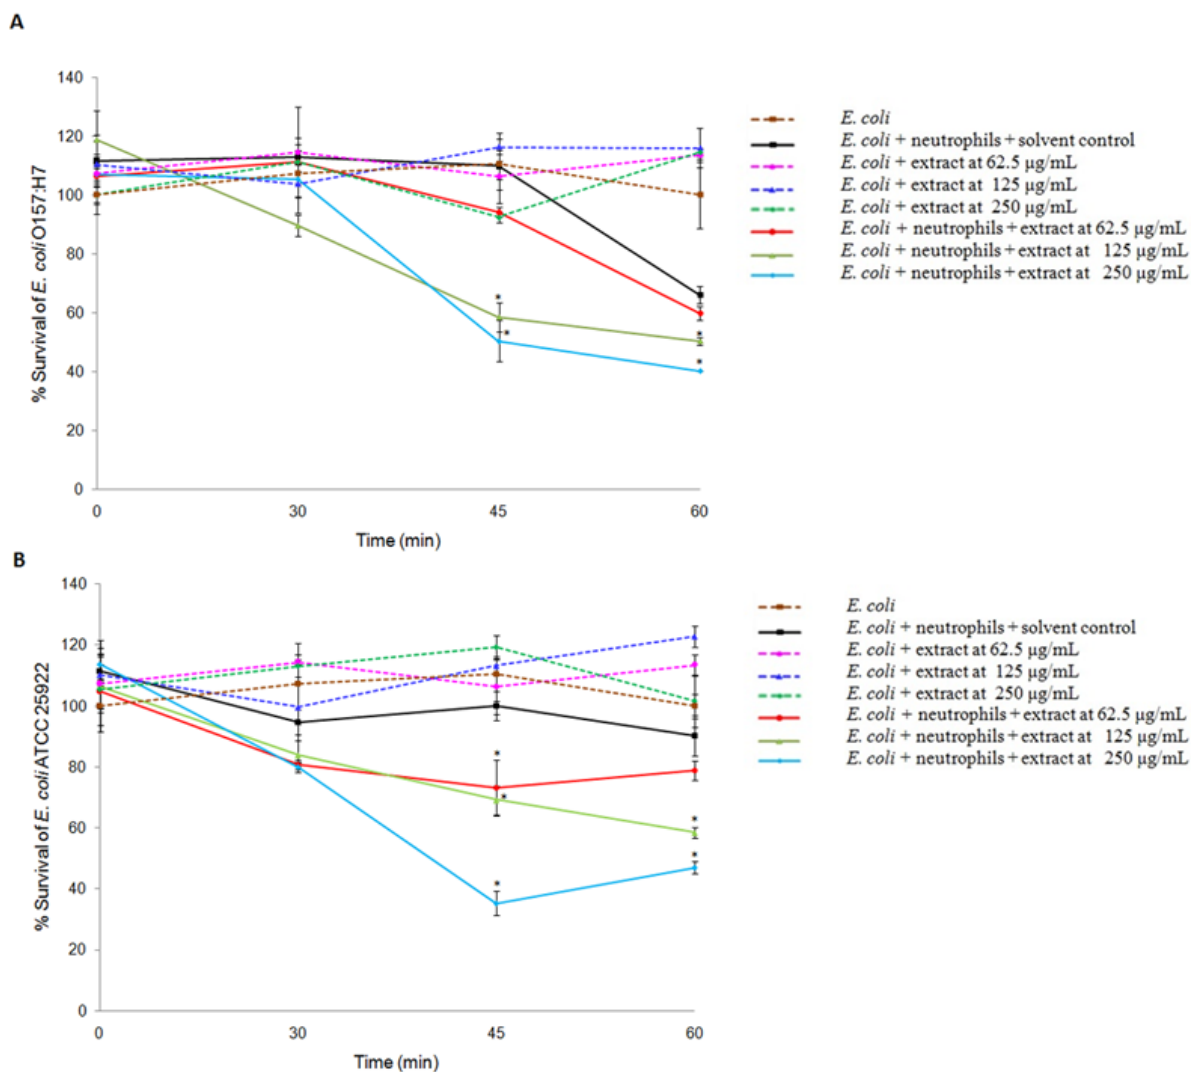 A
140
120
100
80
60
40
20
0
% Survival of E. coli O157:H7
0 30 45 60
Time (min)
* * * *
E. coli
E. coli + neutrophils + solvent control
E. coli + extract at 62.5 µg/mL
E. coli + extract at 125 µg/mL
E. coli + extract at 250 µg/mL
E. coli + neutrophils + extract at 62.5 µg/mL
E. coli + neutrophils + extract at 125 µg/mL
E. coli + neutrophils + extract at 250 µg/mL
B
140
120
100
80
60
40
20
0
% Survival of E. coli ATCC 25922
0 30 45 60
Time (min)
* * * * *
E. coli
E. coli + neutrophils + solvent control
E. coli + extract at 62.5 µg/mL
E. coli + extract at 125 µg/mL
E. coli + extract at 250 µg/mL
E. coli + neutrophils + extract at 62.5 µg/mL
E. coli + neutrophils + extract at 125 µg/mL
E. coli + neutrophils + extract at 250 µg/mL